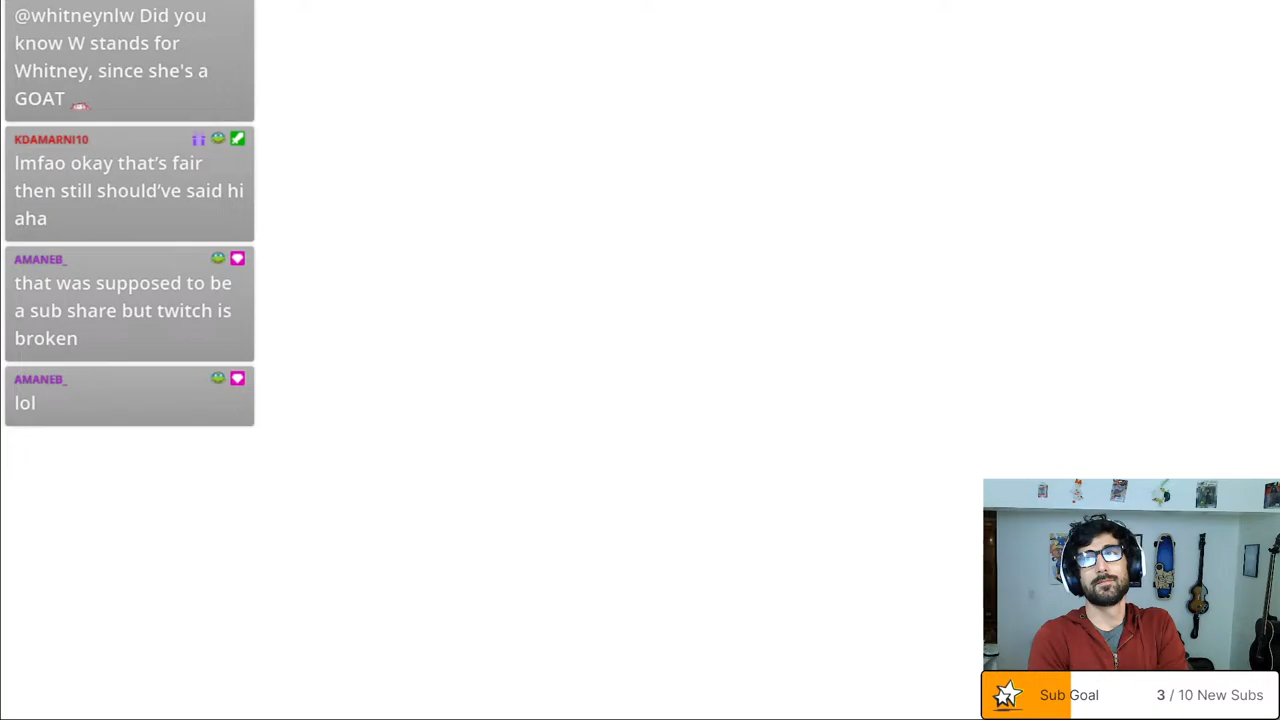 @whitneynlw Did you
know W stands for
Whitney, since she's a
GOAT
KDAMARNI10
lmfao okay that’s fair
then still should’ve said hi
aha
AMANEB_
that was supposed to be
a sub share but twitch is
broken
AMANEB_
lol
Sub Goal
3 / 10 New Subs